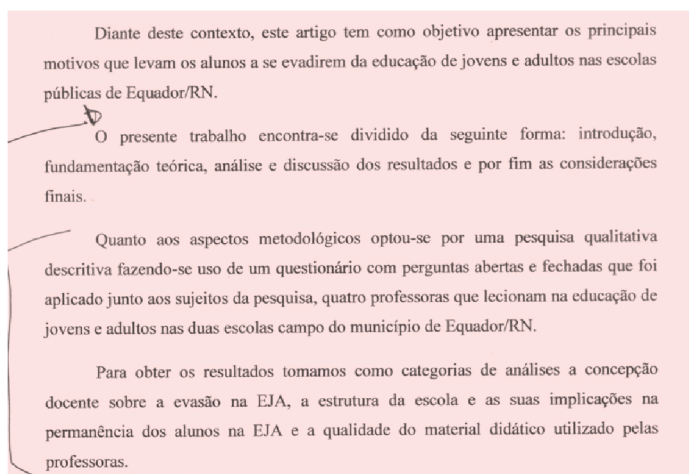 Diante deste contexto, este artigo tem como objetivo apresentar os principais
motivos que levam os alunos a se evadirem da educação de jovens e adultos nas escolas
públicas de Equador/RN.
O presente trabalho encontra-se dividido da seguinte forma: introdução,
fundamentação teórica, análise e discussão dos resultados e por fim as considerações
finais.
Quanto aos aspectos metodológicos optou-se por uma pesquisa qualitativa
descritiva fazendo-se uso de um questionário com perguntas abertas e fechadas que foi
aplicado junto aos sujeitos da pesquisa, quatro professoras que lecionam na educação de
jovens e adultos nas duas escolas campo do município de Equador/RN.
Para obter os resultados tomamos como categorias de análises a concepção
docente sobre a evasão na EJA, a estrutura da escola e as suas implicações na
permanência dos alunos na EJA e a qualidade do material didático utilizado pelas
professoras.